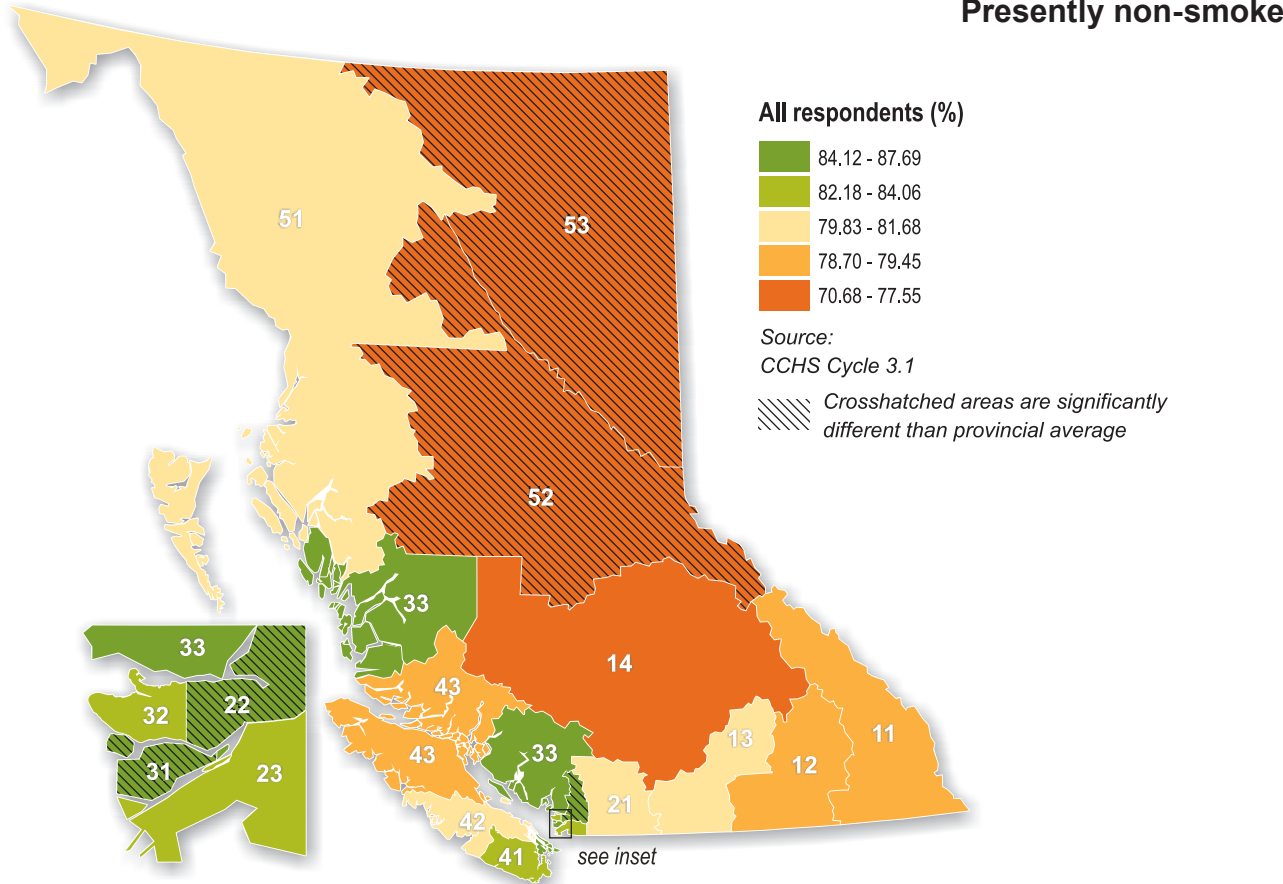 Presently non-smoke
All respondents (%)
84.12 - 87.69
82.18 - 84.06
79.83 - 81.68
78.70 - 79.45
70.68 - 77.55
Source:
CCHS Cycle 3.1
Crosshatched areas are significantly
different than provincial average
51
53
52
33
14
43
43
33
13
12
11
21
42
41
see inset
33
32
22
31
23